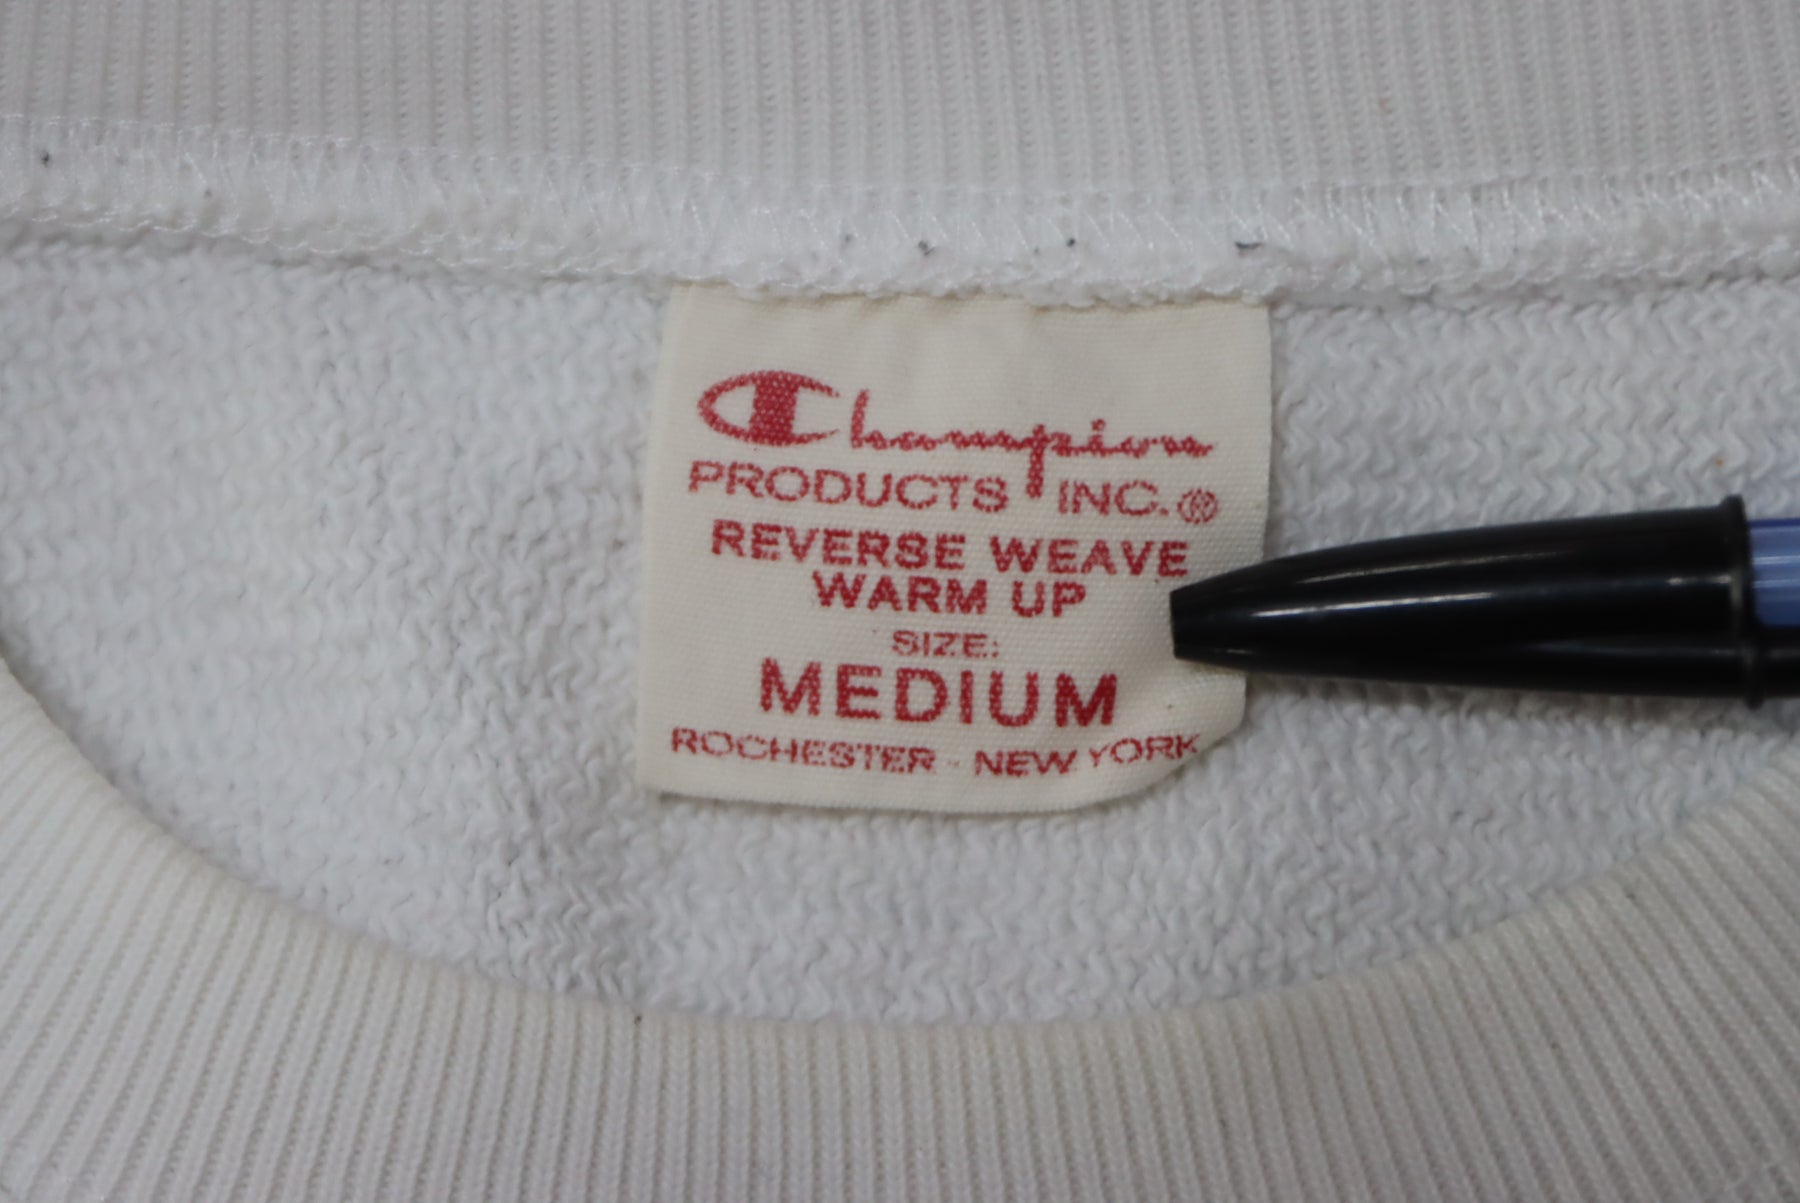 Champion
PRODUCTS INC.®
REVERSE WEAVE
WARM UP
SIZE:
MEDIUM
ROCHESTER - NEW YORK